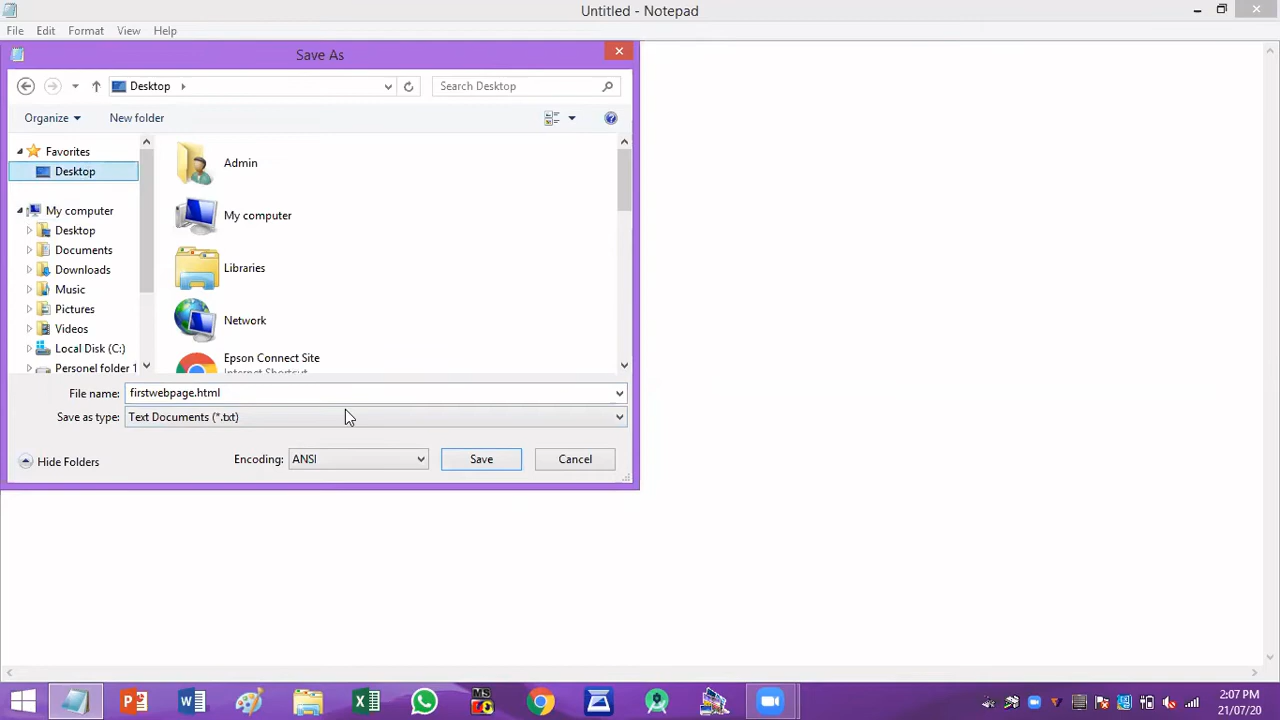 Untitled - Notepad
File Edit Format View Help
Save As
Desktop
Search Desktop
Organize New folder
Favorites
Desktop
My computer
Desktop
Documents
Downloads
Music
Pictures
Videos
Local Disk (C:)
Personel folder 1
Admin
My computer
Libraries
Network
Epson Connect Site
Internet Shortcut
File name: firstwebpage.html
Save as type: Text Documents (*.txt)
Hide Folders Encoding: ANSI Save Cancel
MS
2:07 PM
21/07/20